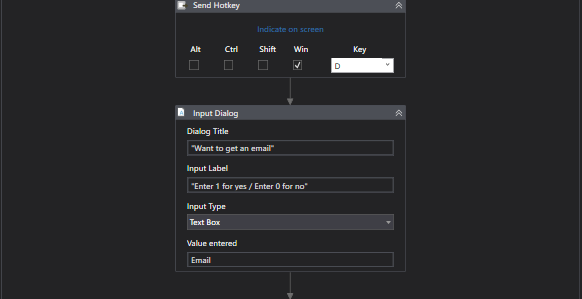 Send Hotkey
Indicate on screen
Alt Ctrl Shift Win Key
D
Input Dialog
Dialog Title
"Want to get an email"
Input Label
"Enter 1 for yes / Enter 0 for no"
Input Type
Text Box
Value entered
Email